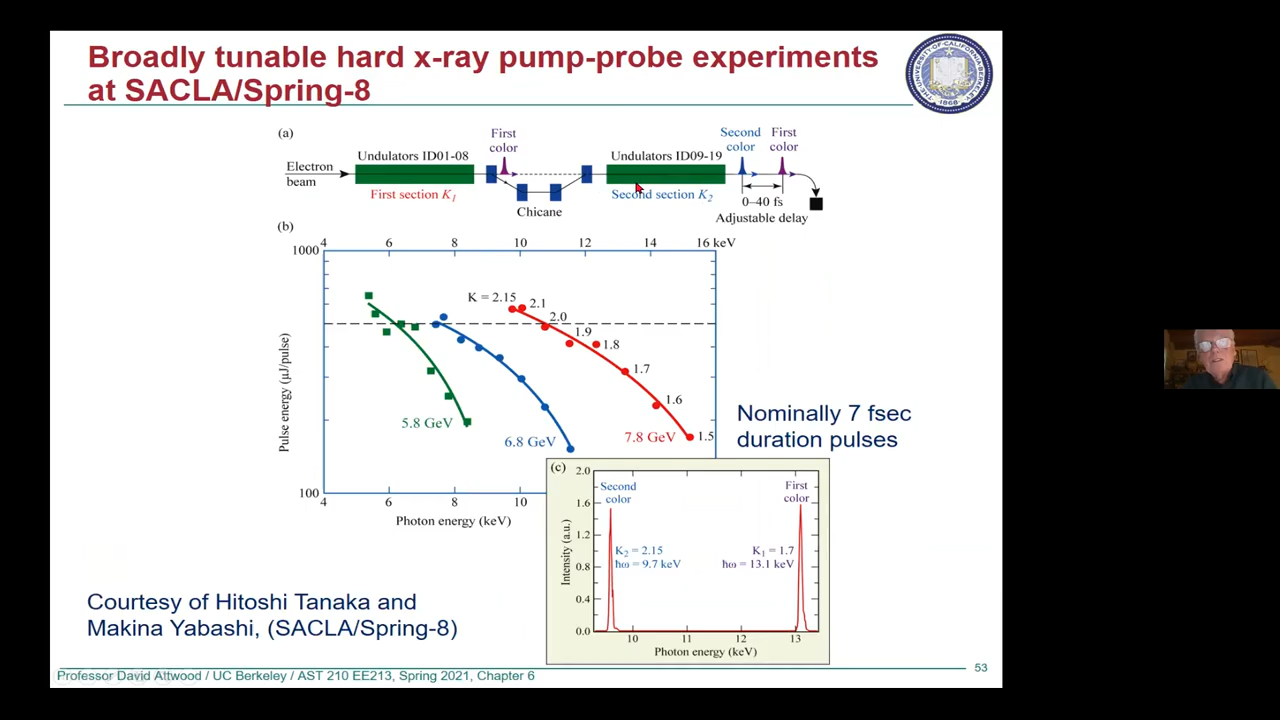 Broadly tunable hard x-ray pump-probe experiments
at SACLA/Spring-8
(a)
Electron
beam
Undulators ID01-08
First section K1
First
color
Chicane
Undulators ID09-19
Second section K2
Second
color
First
color
0–40 fs
Adjustable delay
(b)
4 6 8 10 12 14 16 keV
1000
100
Pulse energy (μJ/pulse)
K = 2.15
2.1
2.0
1.9
1.8
1.7
1.6
1.5
5.8 GeV
6.8 GeV
7.8 GeV
4 6 8 10
Photon energy (keV)
Nominally 7 fsec
duration pulses
(c)
2.0
1.6
1.2
0.8
0.4
0.0
Intensity (a.u.)
Second
color
First
color
K2 = 2.15
ħω = 9.7 keV
K1 = 1.7
ħω = 13.1 keV
10 11 12 13
Photon energy (keV)
Courtesy of Hitoshi Tanaka and
Makina Yabashi, (SACLA/Spring-8)
53
Professor David Attwood / UC Berkeley / AST 210 EE213, Spring 2021, Chapter 6